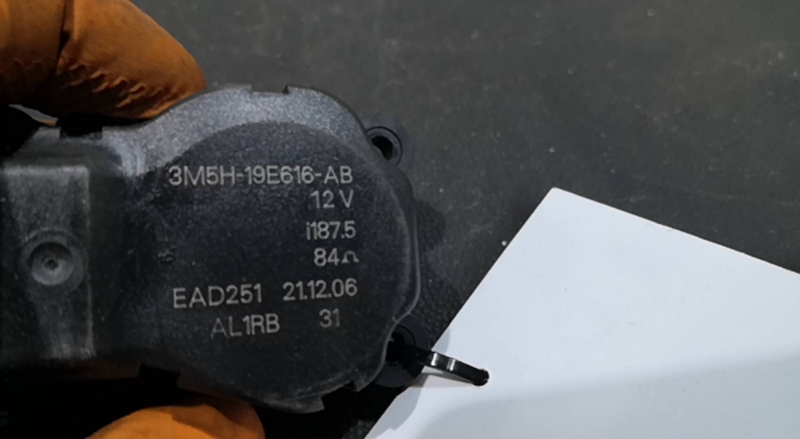 3M5H-19E616-AB
12 V
i187.5
84Ω
EAD251 21.12.06
AL1RB 31